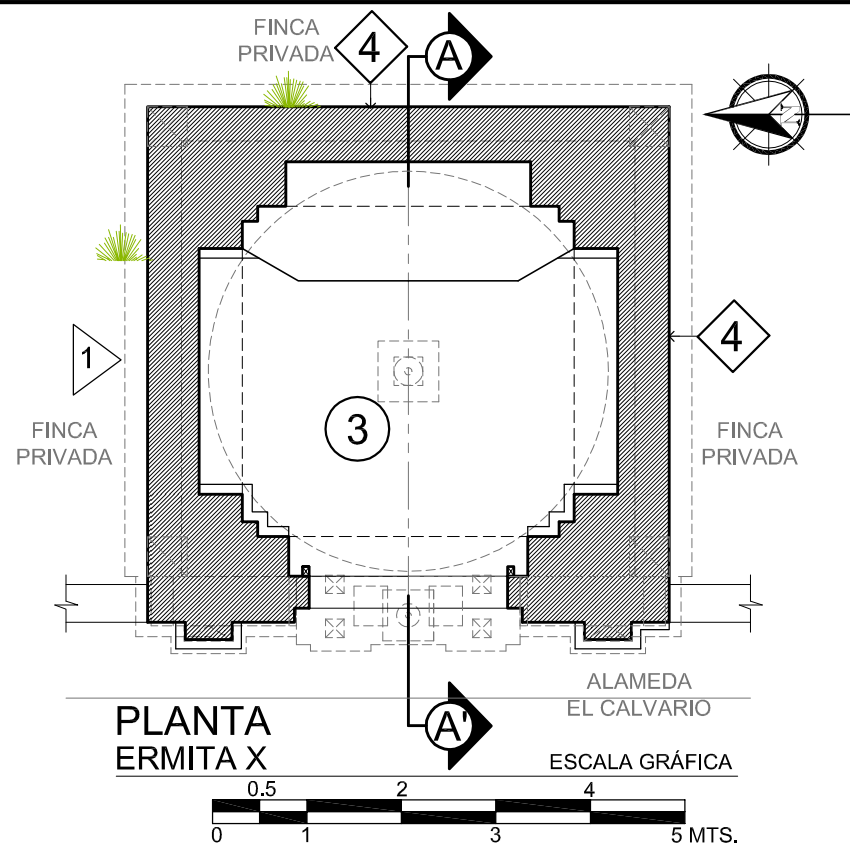 FINCA
PRIVADA
4
A
N
4
1
3
FINCA
PRIVADA
FINCA
PRIVADA
ALAMEDA
EL CALVARIO
A'
PLANTA
ERMITA X
ESCALA GRÁFICA
0.5 2 4
0 1 3 5 MTS.